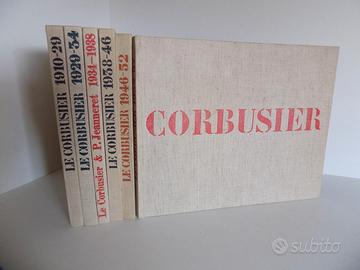 LE CORBUSIER 1910-29
LE CORBUSIER 1929-34
Le Corbusier & P. Jeanneret 1934-1938
LE CORBUSIER 1938-46
LE CORBUSIER 1946-52
CORBUSIER
subito